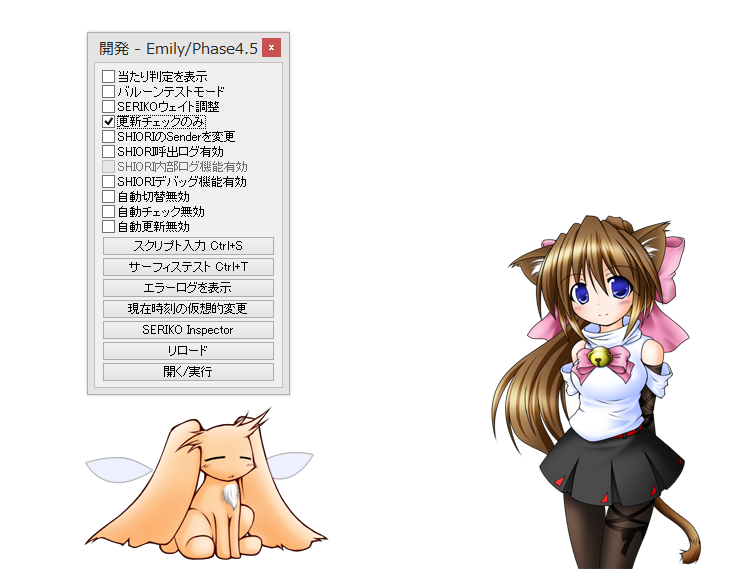 開発 - Emily/Phase4.5
当たり判定を表示
バルーンテストモード
SERIKOウェイト調整
更新チェックのみ
SHIORIのSenderを変更
SHIORI呼出ログ有効
SHIORI内部ログ機能有効
SHIORIデバッグ機能有効
自動切替無効
自動チェック無効
自動更新無効
スクリプト入力 Ctrl+S
サーフィステスト Ctrl+T
エラーログを表示
現在時刻の仮想的変更
SERIKO Inspector
リロード
開く/実行